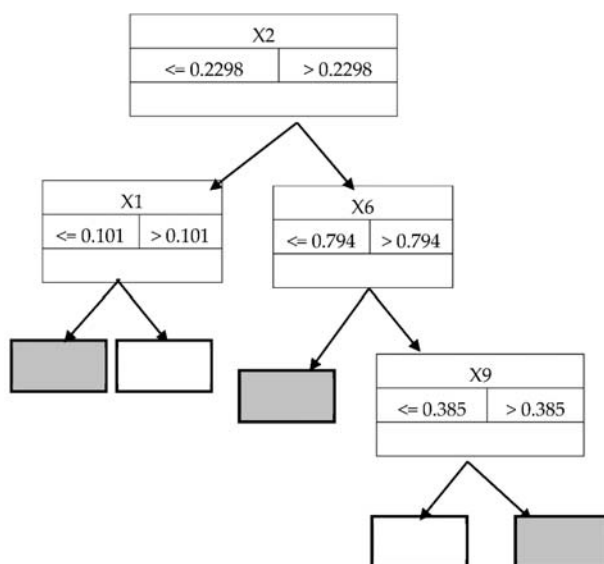 X2
<= 0.2298 > 0.2298
X1
<= 0.101 > 0.101
X6
<= 0.794 > 0.794
X9
<= 0.385 > 0.385